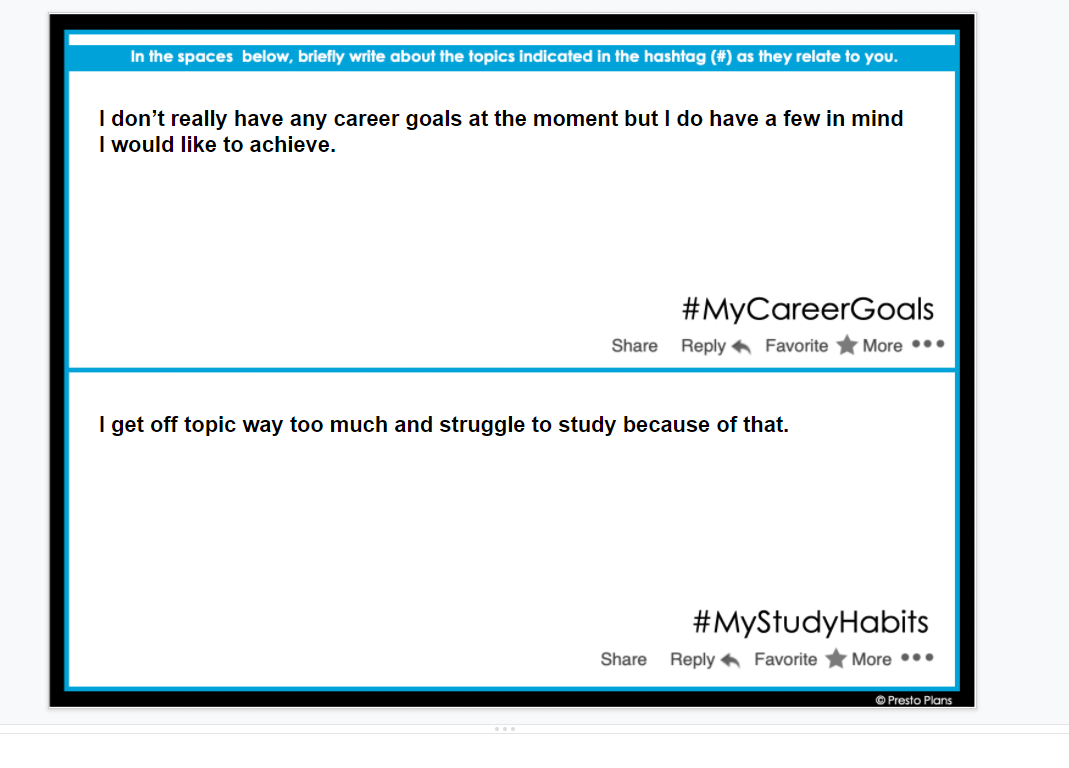 In the spaces below, briefly write about the topics indicated in the hashtag (#) as they relate to you.
I don’t really have any career goals at the moment but I do have a few in mind
I would like to achieve.
#MyCareerGoals
Share Reply Favorite More
I get off topic way too much and struggle to study because of that.
#MyStudyHabits
Share Reply Favorite More
© Presto Plans